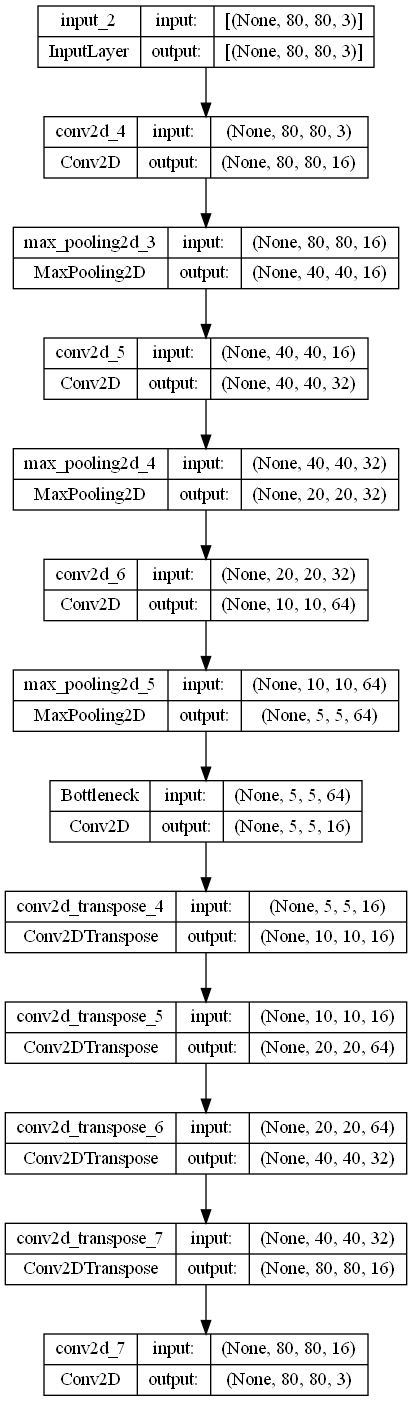 input_2 input: [(None, 80, 80, 3)]
InputLayer output: [(None, 80, 80, 3)]
conv2d_4 input: (None, 80, 80, 3)
Conv2D output: (None, 80, 80, 16)
max_pooling2d_3 input: (None, 80, 80, 16)
MaxPooling2D output: (None, 40, 40, 16)
conv2d_5 input: (None, 40, 40, 16)
Conv2D output: (None, 40, 40, 32)
max_pooling2d_4 input: (None, 40, 40, 32)
MaxPooling2D output: (None, 20, 20, 32)
conv2d_6 input: (None, 20, 20, 32)
Conv2D output: (None, 10, 10, 64)
max_pooling2d_5 input: (None, 10, 10, 64)
MaxPooling2D output: (None, 5, 5, 64)
Bottleneck input: (None, 5, 5, 64)
Conv2D output: (None, 5, 5, 16)
conv2d_transpose_4 input: (None, 5, 5, 16)
Conv2DTranspose output: (None, 10, 10, 16)
conv2d_transpose_5 input: (None, 10, 10, 16)
Conv2DTranspose output: (None, 20, 20, 64)
conv2d_transpose_6 input: (None, 20, 20, 64)
Conv2DTranspose output: (None, 40, 40, 32)
conv2d_transpose_7 input: (None, 40, 40, 32)
Conv2DTranspose output: (None, 80, 80, 16)
conv2d_7 input: (None, 80, 80, 16)
Conv2D output: (None, 80, 80, 3)